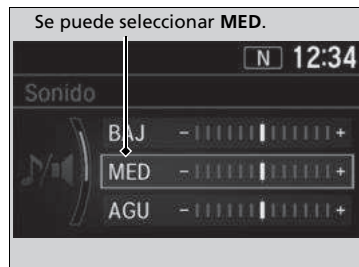 Se puede seleccionar MED.
N 12:34
Sonido
BAJ - +
MED - +
AGU - +